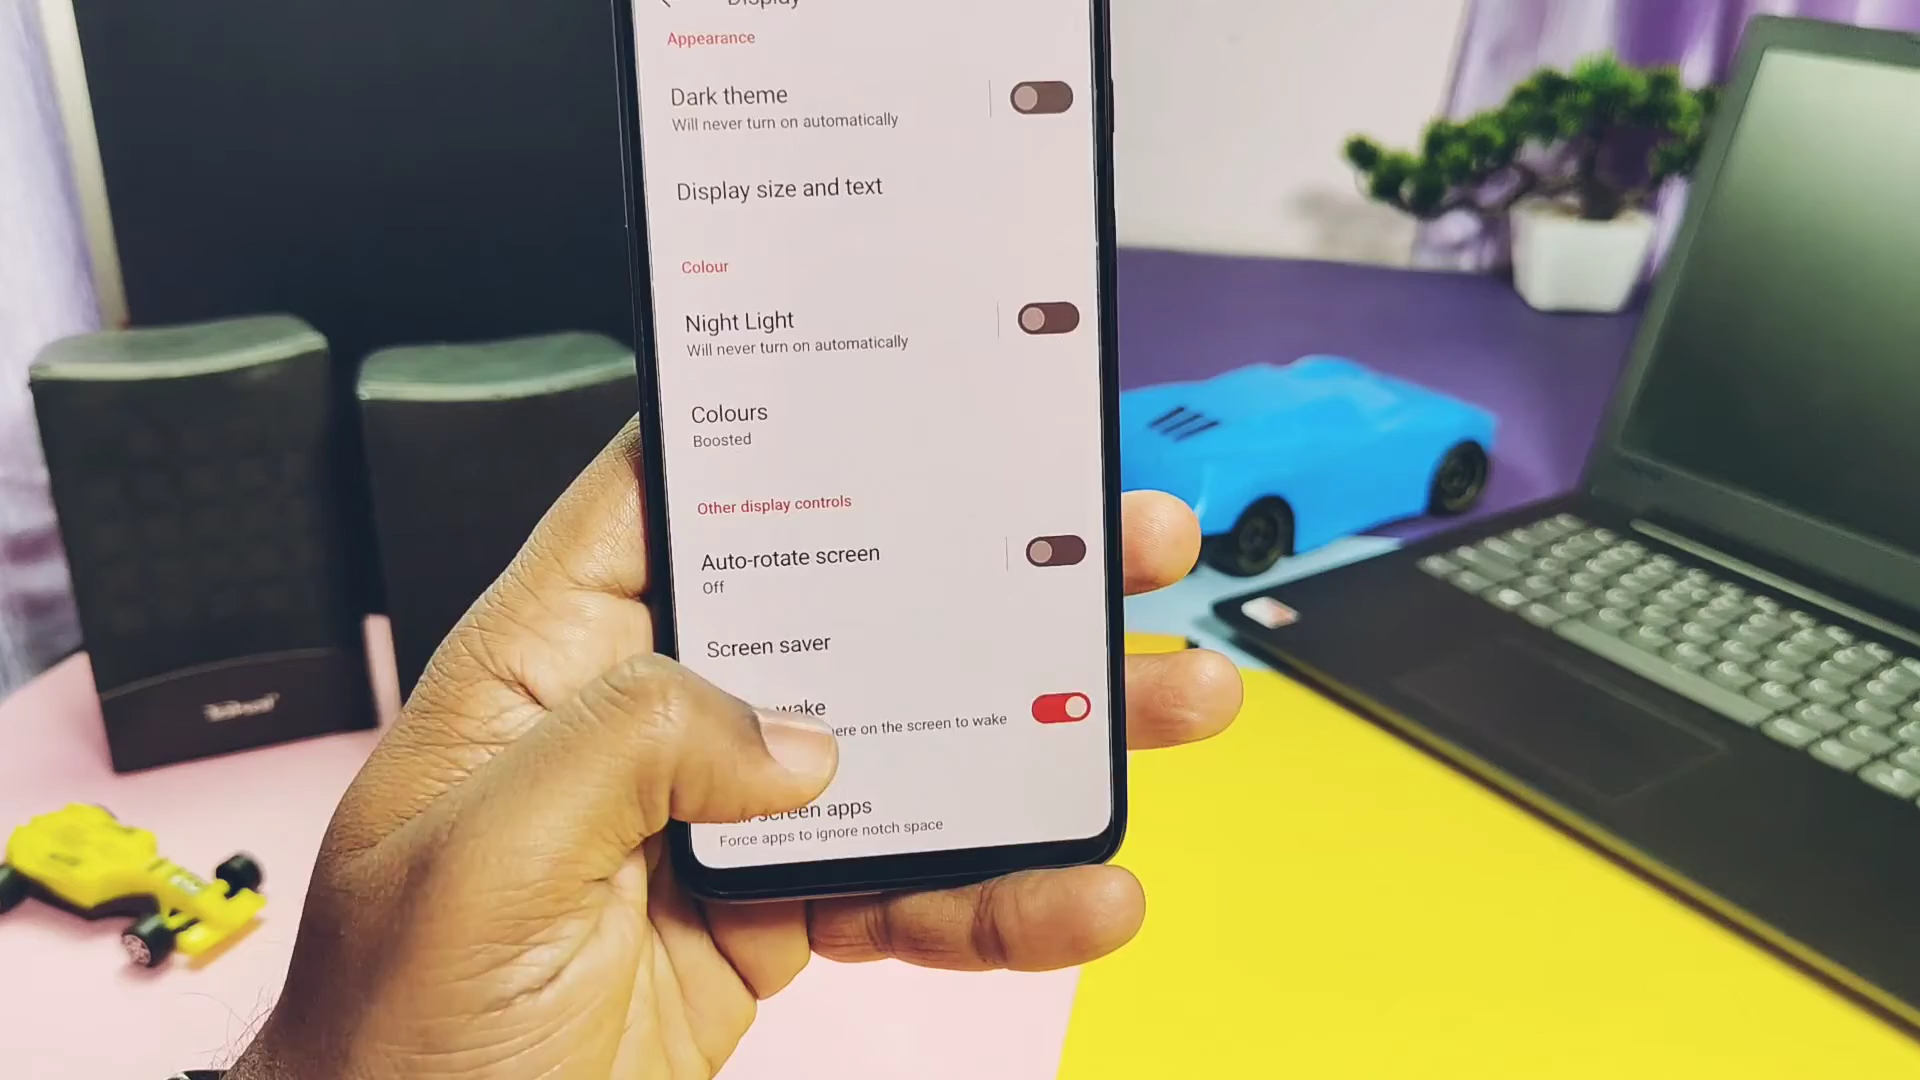 Display
Appearance
Dark theme
Will never turn on automatically
Display size and text
Colour
Night Light
Will never turn on automatically
Colours
Boosted
Other display controls
Auto-rotate screen
Off
Screen saver
wake
on the screen to wake
apps
Force apps to ignore notch space